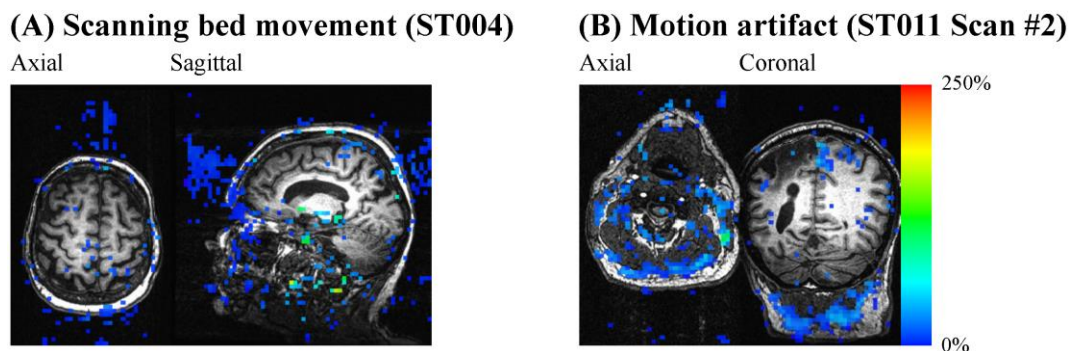 (A) Scanning bed movement (ST004)
Axial
Sagittal
(B) Motion artifact (ST011 Scan #2)
Axial
Coronal
250%
0%